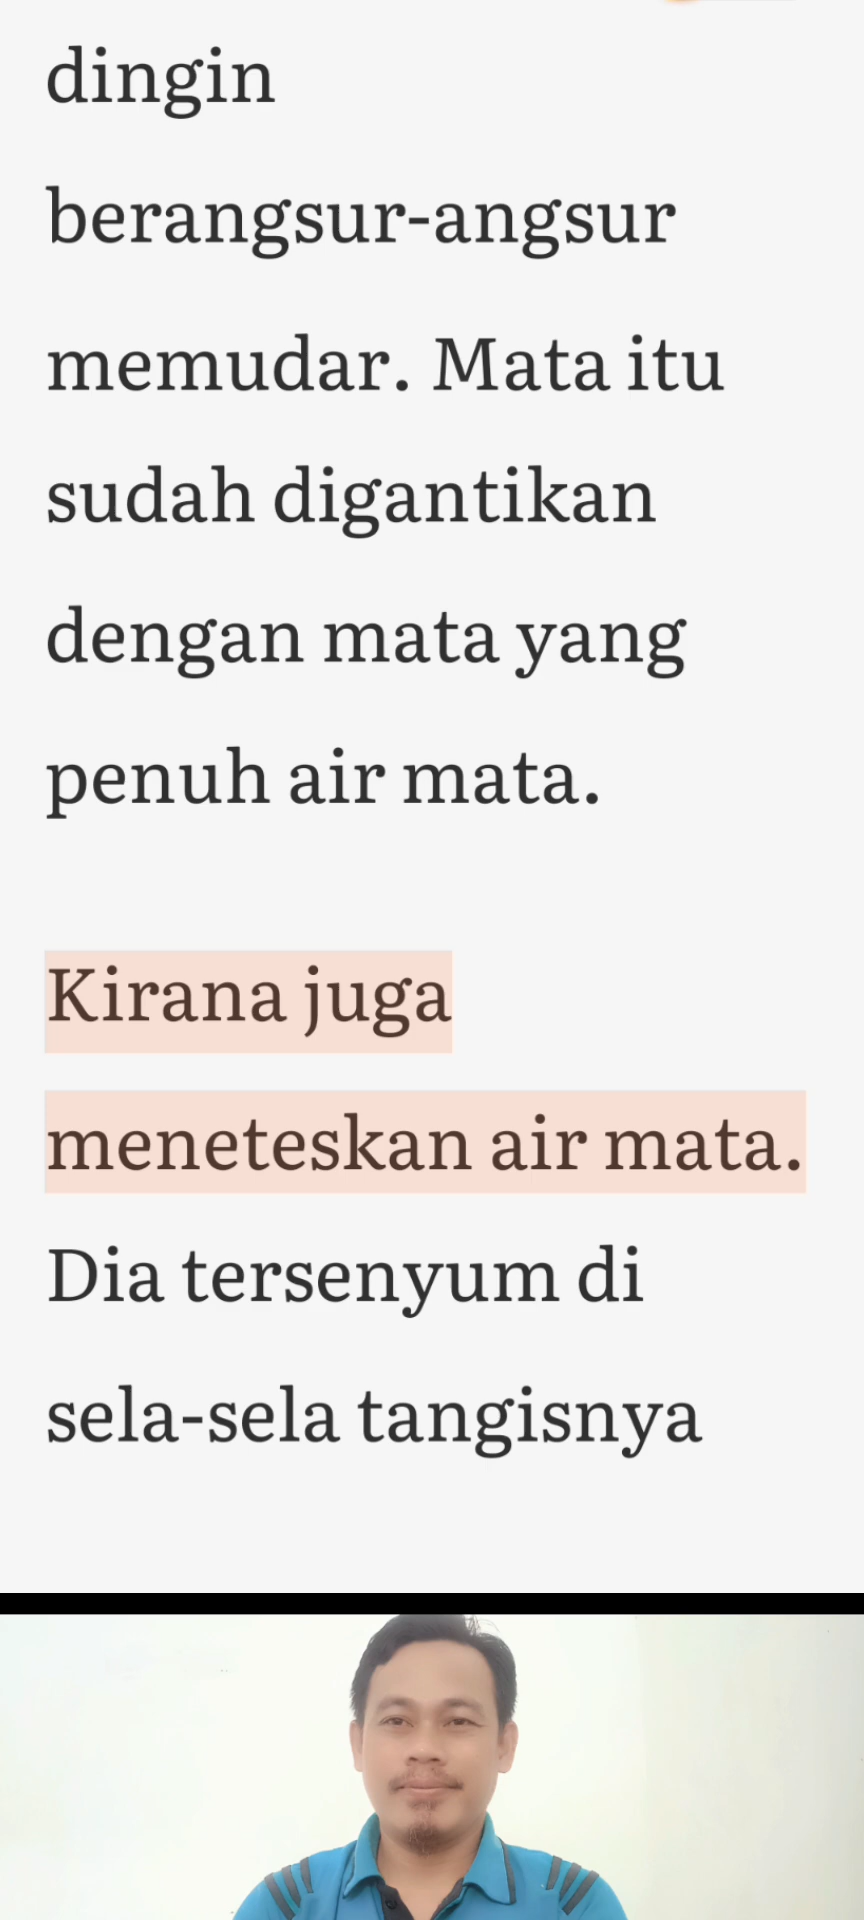 dingin
berangsur-angsur
memudar. Mata itu
sudah digantikan
dengan mata yang
penuh air mata.
Kirana juga
meneteskan air mata.
Dia tersenyum di
sela-sela tangisnya